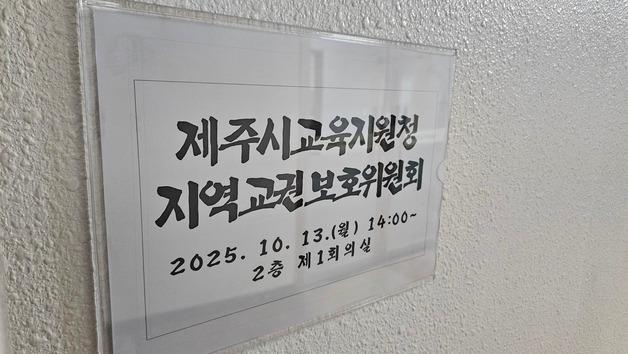 제주시교육지원청
지역교권보호위원회
2025. 10. 13.(월) 14:00~
2층 제1회의실